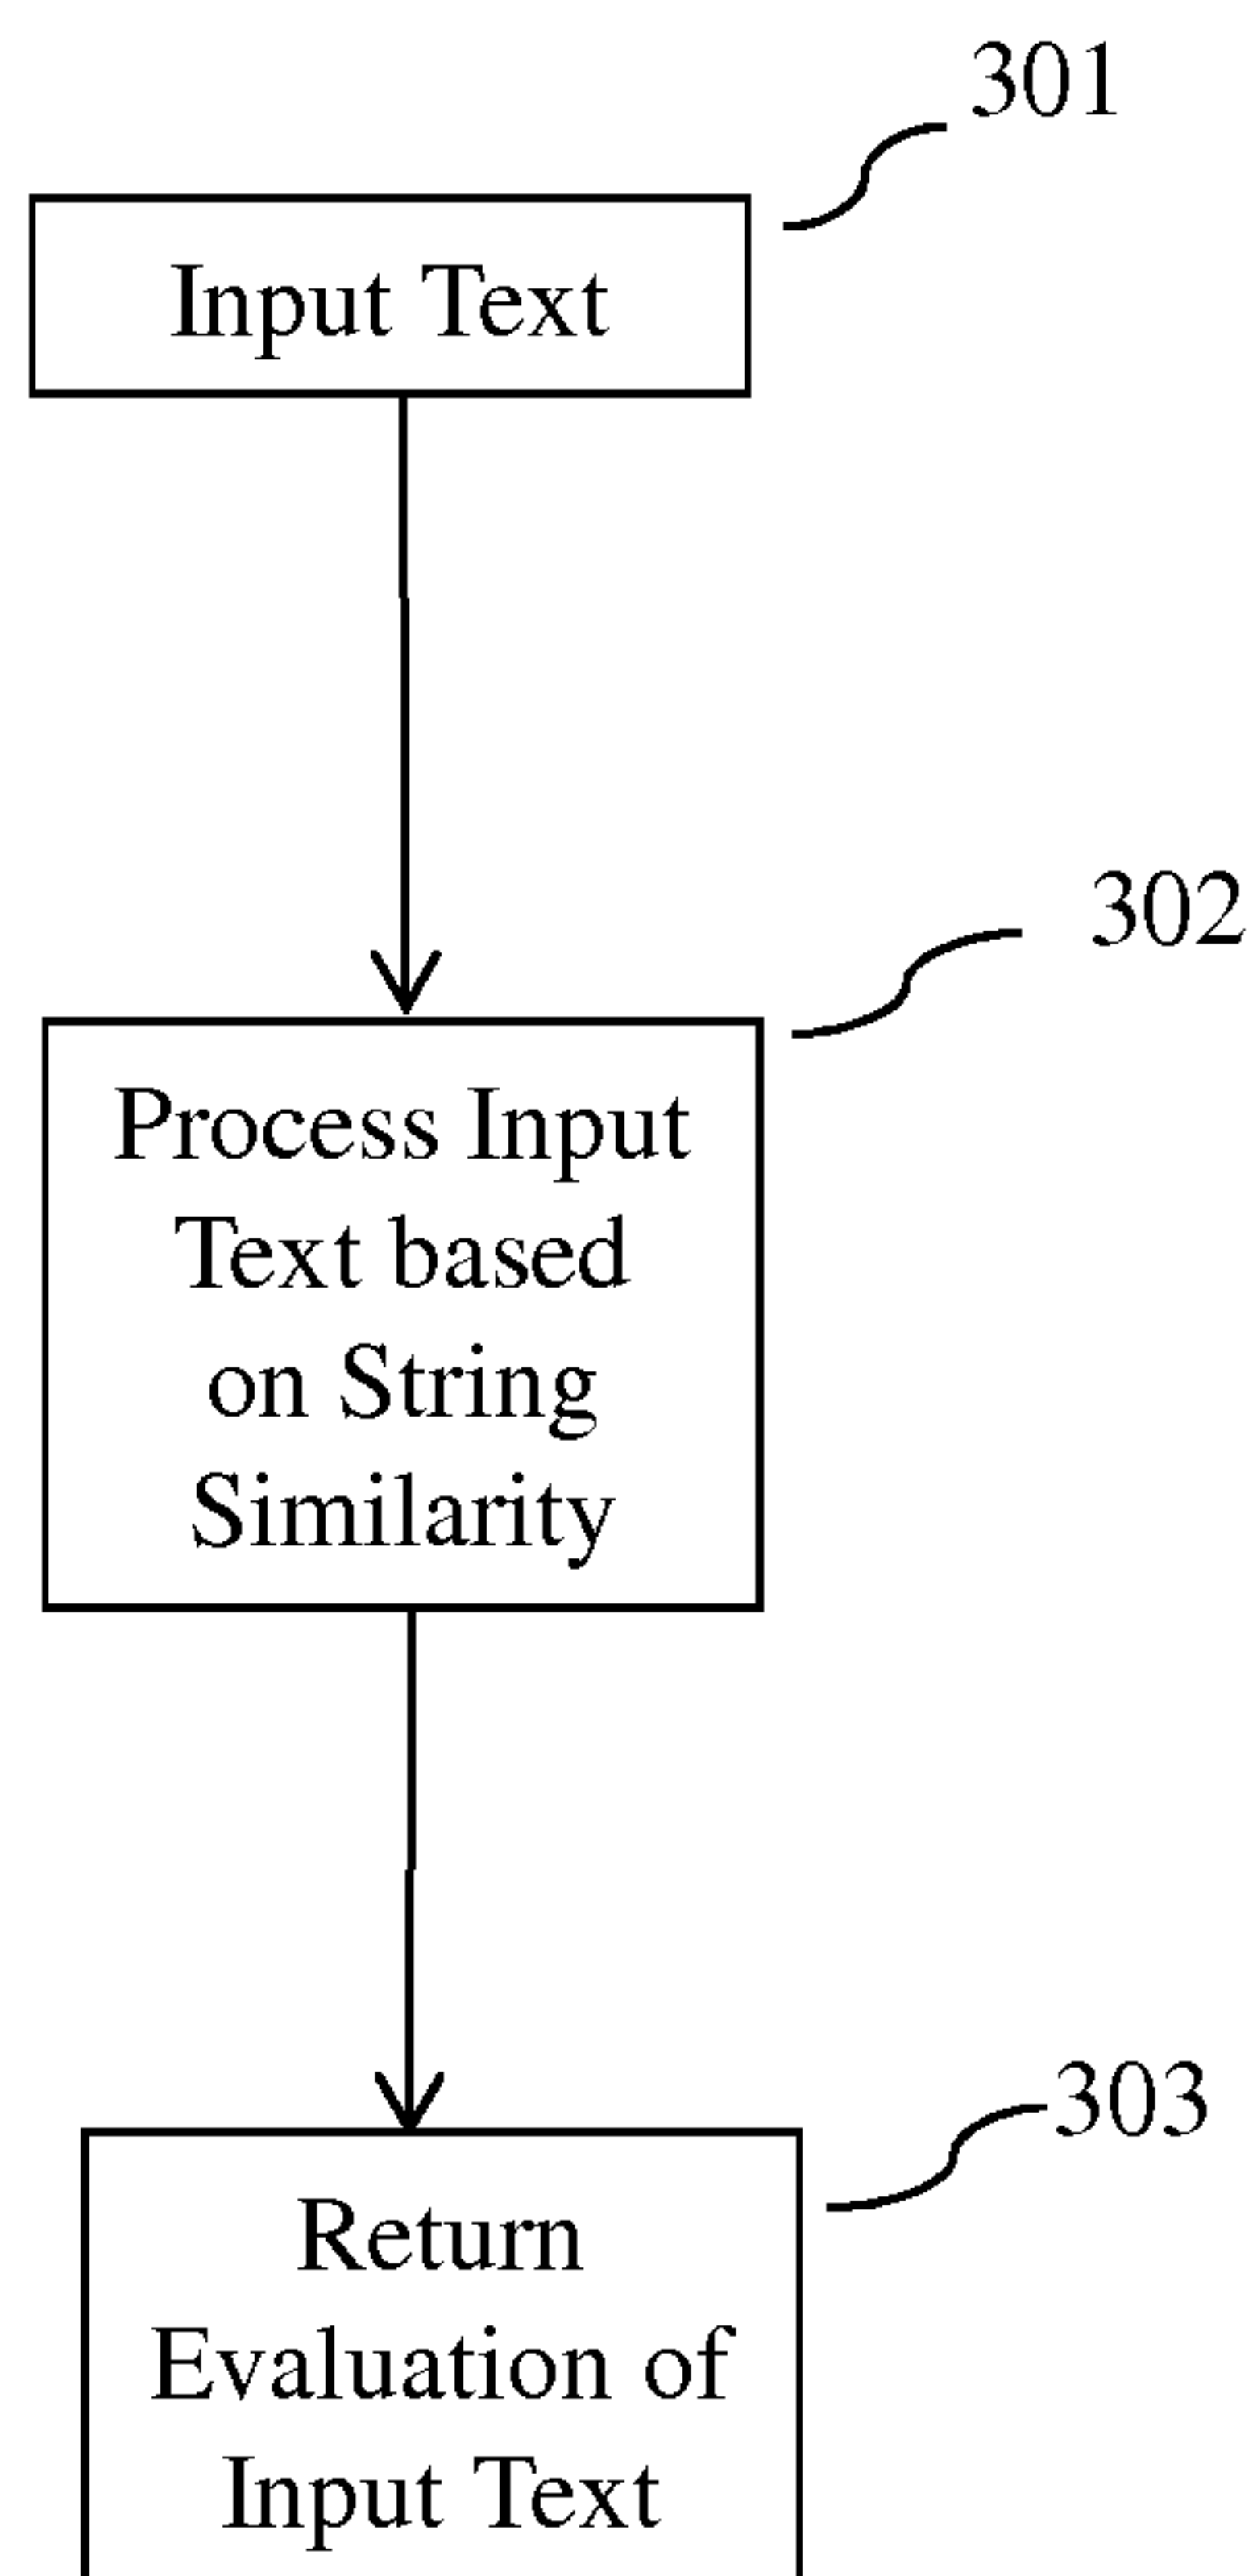 301
Input Text
302
Process Input
Text based
on String
Similarity
303
Return
Evaluation of
Input Text